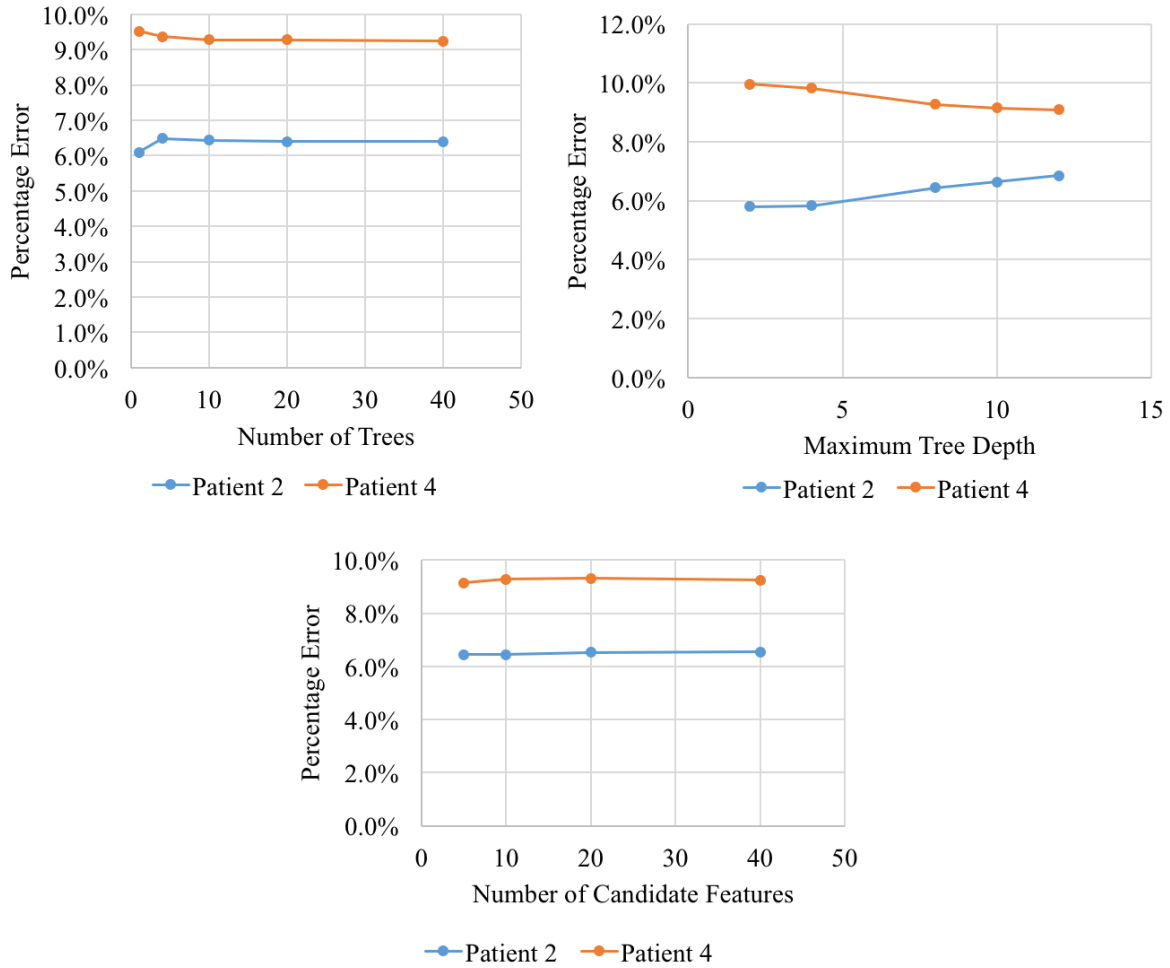 10.0%
9.0%
8.0%
7.0%
6.0%
5.0%
4.0%
3.0%
2.0%
1.0%
0.0%
Percentage Error
0 10 20 30 40 50
Number of Trees
Patient 2 Patient 4
12.0%
10.0%
8.0%
6.0%
4.0%
2.0%
0.0%
Percentage Error
0 5 10 15
Maximum Tree Depth
Patient 2 Patient 4
10.0%
8.0%
6.0%
4.0%
2.0%
0.0%
Percentage Error
0 10 20 30 40 50
Number of Candidate Features
Patient 2 Patient 4